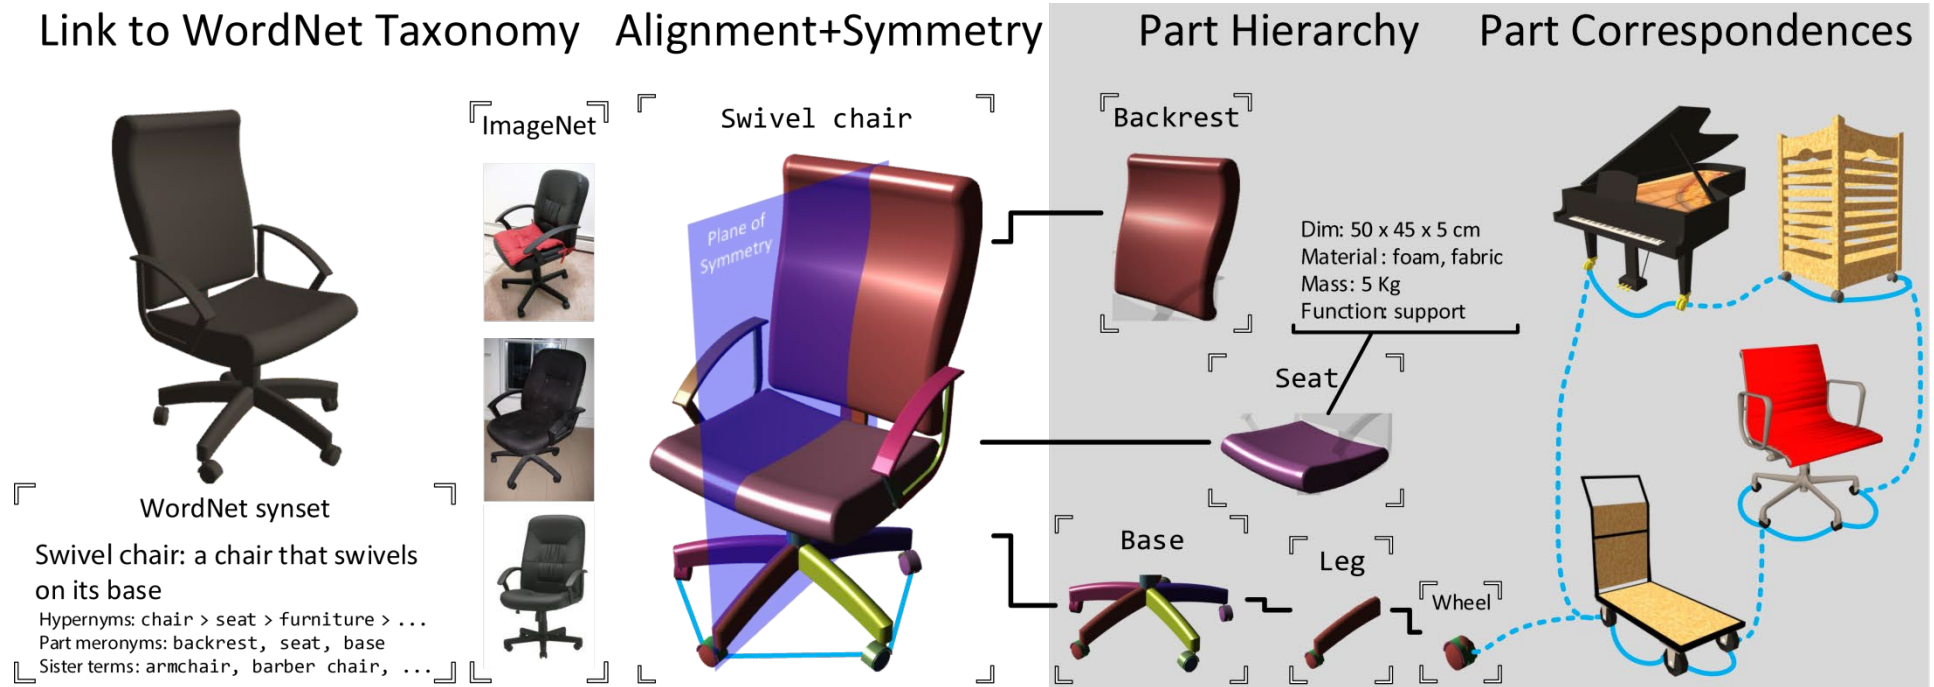 Link to WordNet Taxonomy
Alignment+Symmetry
Part Hierarchy
Part Correspondences
ImageNet
WordNet synset
Swivel chair: a chair that swivels
on its base
Hypernyms: chair > seat > furniture > ...
Part meronyms: backrest, seat, base
Sister terms: armchair, barber chair, ...
Swivel chair
Plane of
Symmetry
Backrest
Dim: 50 x 45 x 5 cm
Material: foam, fabric
Mass: 5 Kg
Function: support
Seat
Base
Leg
Wheel